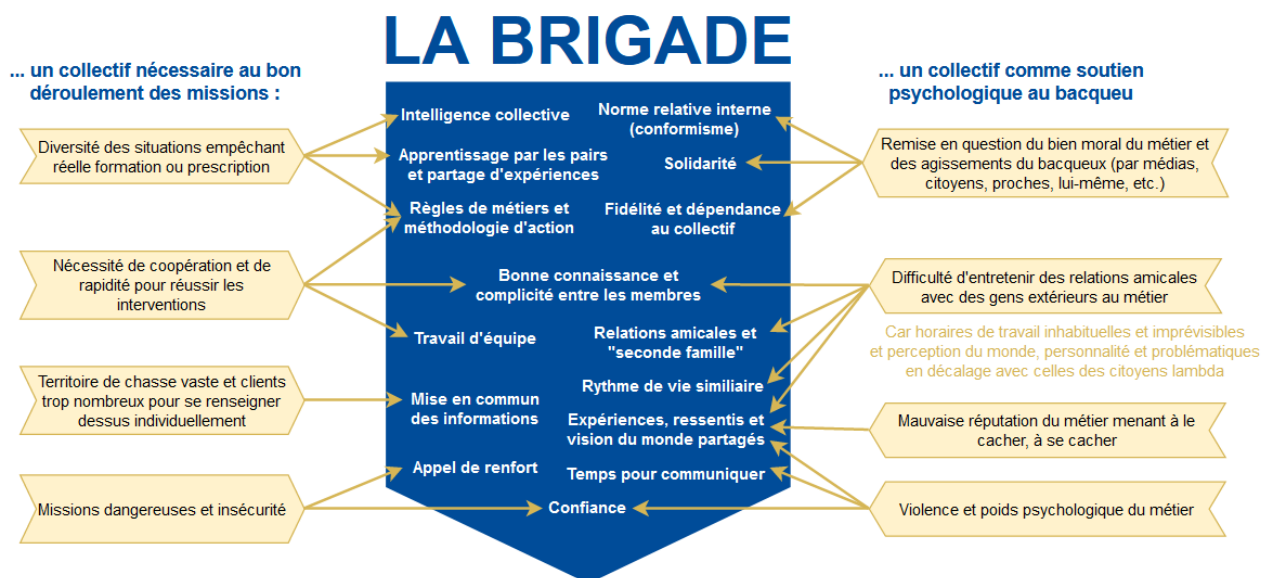 LA BRIGADE
... un collectif nécessaire au bon
déroulement des missions :
Diversité des situations empêchant
réelle formation ou prescription
Nécessité de coopération et de
rapidité pour réussir les
interventions
Territoire de chasse vaste et clients
trop nombreux pour se renseigner
dessus individuellement
Missions dangereuses et insécurité
Intelligence collective
Apprentissage par les pairs
et partage d'expériences
Règles de métiers et
méthodologie d'action
Bonne connaissance et
complicité entre les membres
Travail d'équipe
Mise en commun
des informations
Appel de renfort
Confiance
Norme relative interne
(conformisme)
Solidarité
Fidélité et dépendance
au collectif
Relations amicales et
"seconde famille"
Rythme de vie similiaire
Expériences, ressentis et
vision du monde partagés
Temps pour communiquer
... un collectif comme soutien
psychologique au bacqueu
Remise en question du bien moral du métier et
des agissements du bacqueux (par médias,
citoyens, proches, lui-même, etc.)
Difficulté d'entretenir des relations amicales
avec des gens extérieurs au métier
Car horaires de travail inhabituelles et imprévisibles
et perception du monde, personnalité et problématiques
en décalage avec celles des citoyens lambda
Mauvaise réputation du métier menant à le
cacher, à se cacher
Violence et poids psychologique du métier